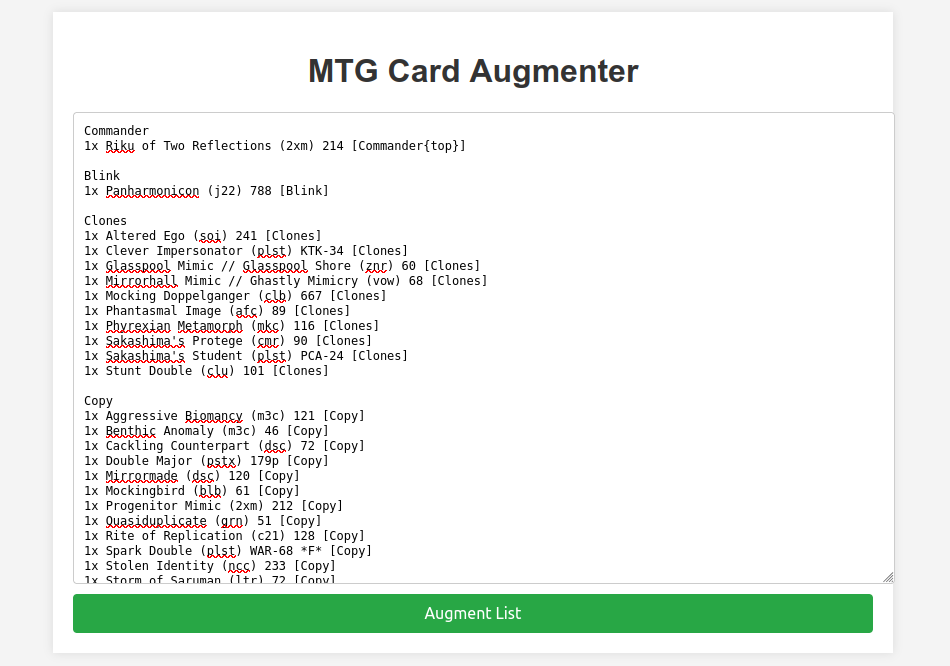 MTG Card Augmenter
Commander
1x Riku of Two Reflections (2xm) 214 [Commander{top}]
Blink
1x Panharmonicon (j22) 788 [Blink]
Clones
1x Altered Ego (soi) 241 [Clones]
1x Clever Impersonator (plst) KTK-34 [Clones]
1x Glasspool Mimic // Glasspool Shore (znr) 60 [Clones]
1x Mirrorhall Mimic // Ghastly Mimicry (vow) 68 [Clones]
1x Mocking Doppelganger (clb) 667 [Clones]
1x Phantasmal Image (afc) 89 [Clones]
1x Phyrexian Metamorph (mkc) 116 [Clones]
1x Sakashima's Protege (cmr) 90 [Clones]
1x Sakashima's Student (plst) PCA-24 [Clones]
1x Stunt Double (clu) 101 [Clones]
Copy
1x Aggressive Biomancy (m3c) 121 [Copy]
1x Benthic Anomaly (m3c) 46 [Copy]
1x Cackling Counterpart (dsc) 72 [Copy]
1x Double Major (pstx) 179p [Copy]
1x Mirrormade (dsc) 120 [Copy]
1x Mockingbird (blb) 61 [Copy]
1x Progenitor Mimic (2xm) 212 [Copy]
1x Quasiduplicate (grn) 51 [Copy]
1x Rite of Replication (c21) 128 [Copy]
1x Spark Double (plst) WAR-68 *F* [Copy]
1x Stolen Identity (ncc) 233 [Copy]
1x Storm of Saruman (ltr) 72 [Copy]
Augment List